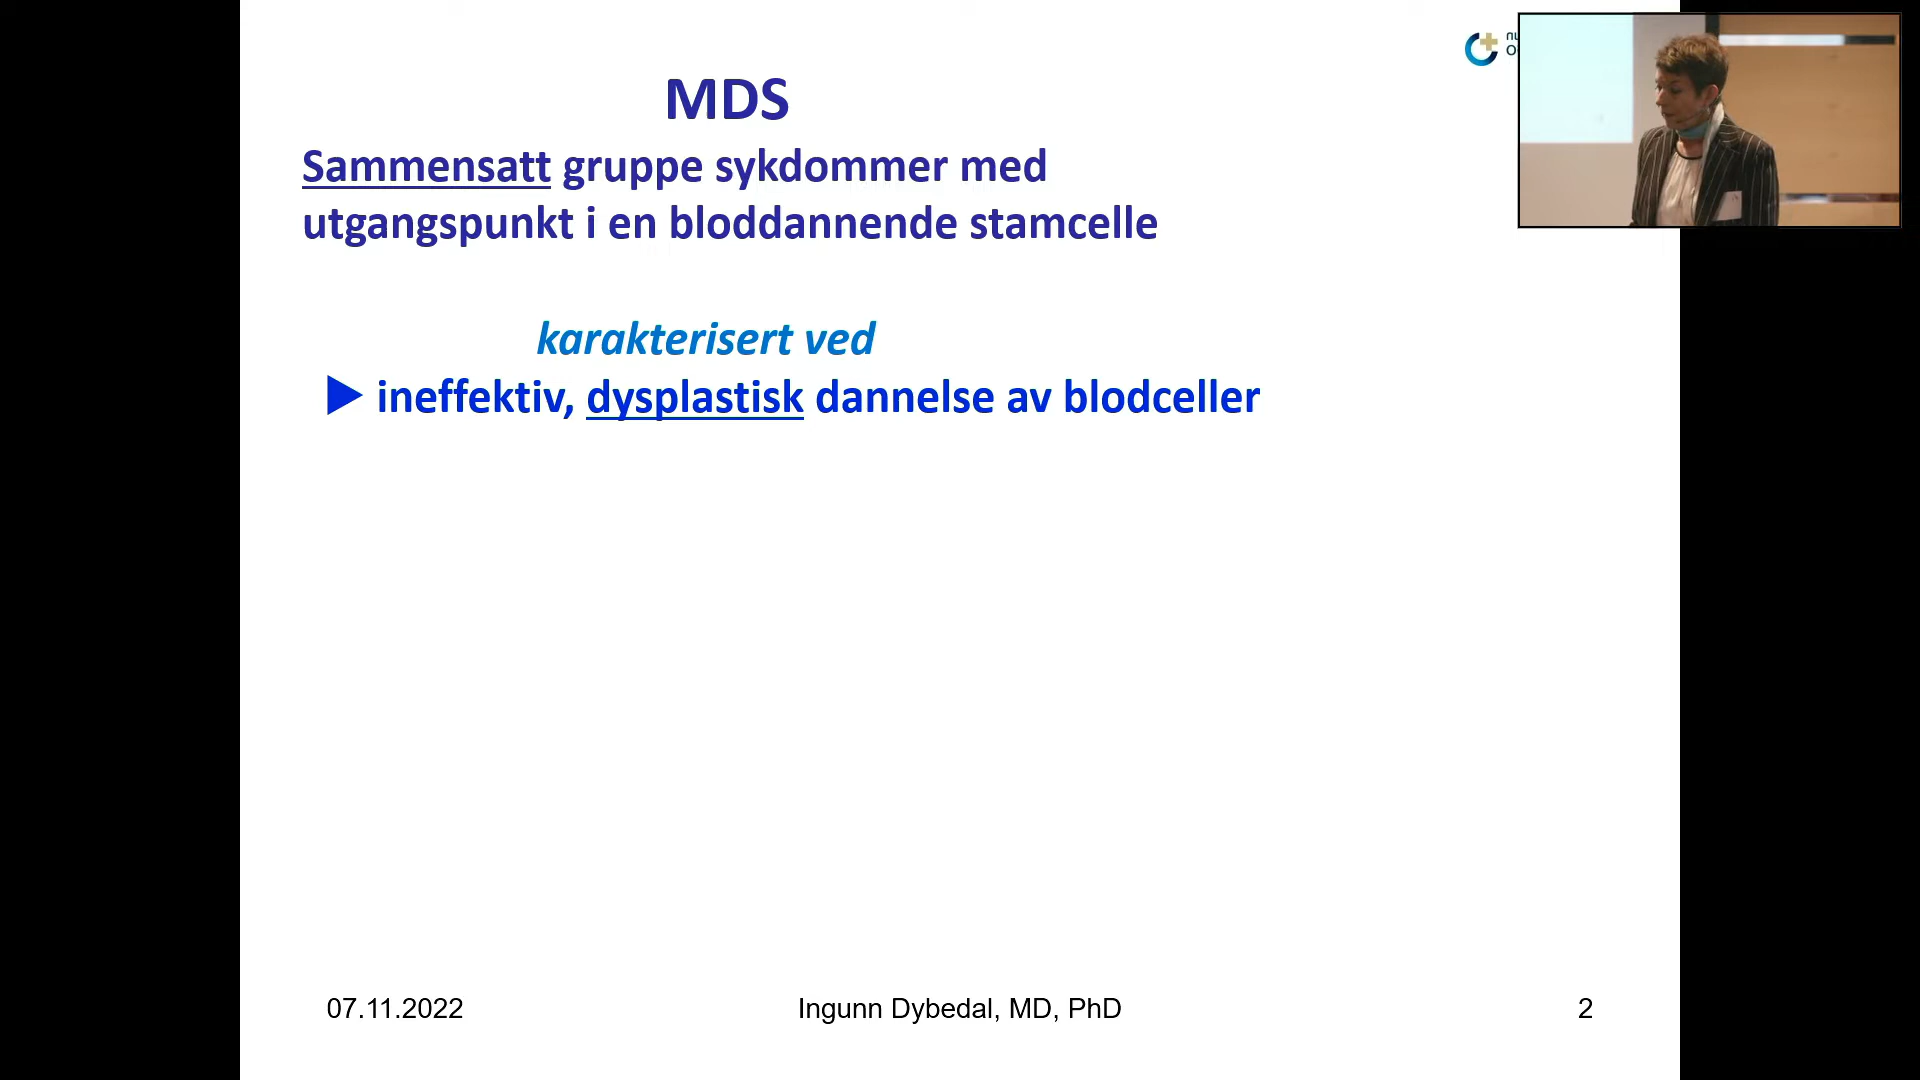 MDS
Sammensatt gruppe sykdommer med
utgangspunkt i en bloddannende stamcelle
karakterisert ved
▶ ineffektiv, dysplastisk dannelse av blodceller
07.11.2022
Ingunn Dybedal, MD, PhD
2